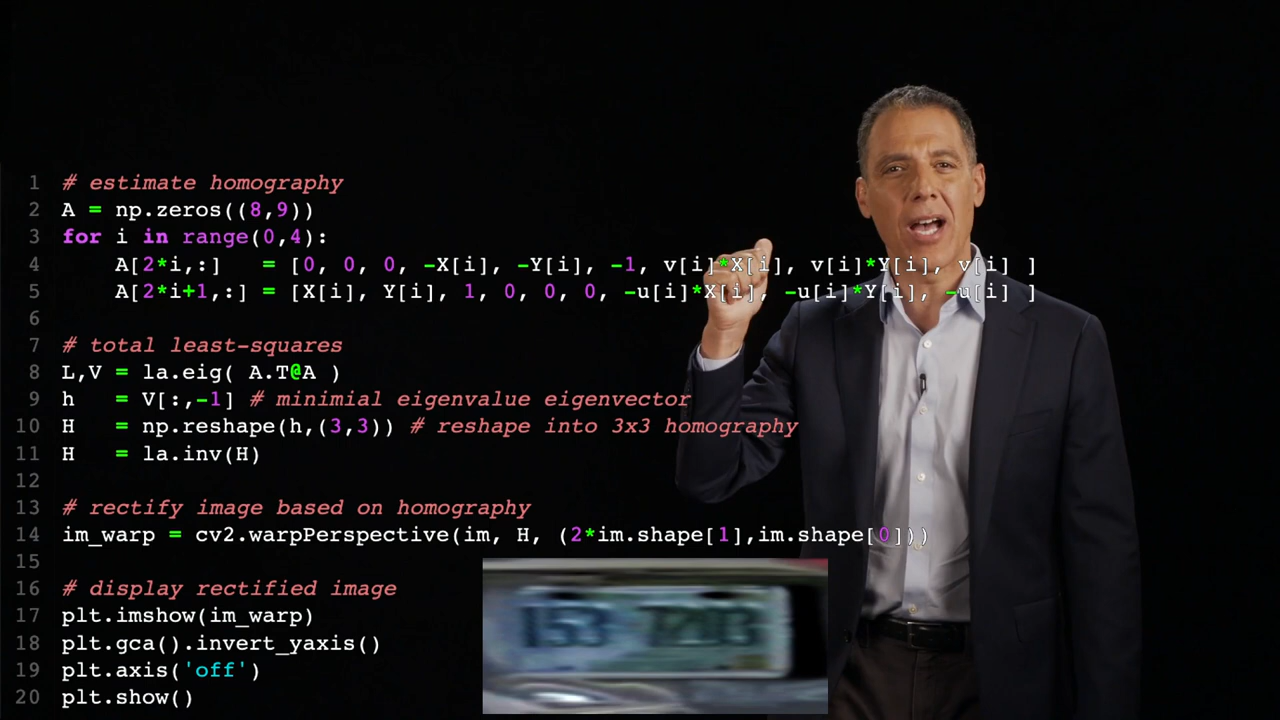 1 # estimate homography
2 A = np.zeros((8,9))
3 for i in range(0,4):
4     A[2*i,:]   = [0, 0, 0, -X[i], -Y[i], -1, v[i]*X[i], v[i]*Y[i], v[i] ]
5     A[2*i+1,:] = [X[i], Y[i], 1, 0, 0, 0, -u[i]*X[i], -u[i]*Y[i], -u[i] ]
6
7 # total least-squares
8 L,V = la.eig( A.T@A )
9 h   = V[:,-1] # minimial eigenvalue eigenvector
10 H   = np.reshape(h,(3,3)) # reshape into 3x3 homography
11 H   = la.inv(H)
12
13 # rectify image based on homography
14 im_warp = cv2.warpPerspective(im, H, (2*im.shape[1],im.shape[0]))
15
16 # display rectified image
17 plt.imshow(im_warp)
18 plt.gca().invert_yaxis()
19 plt.axis('off')
20 plt.show()
153